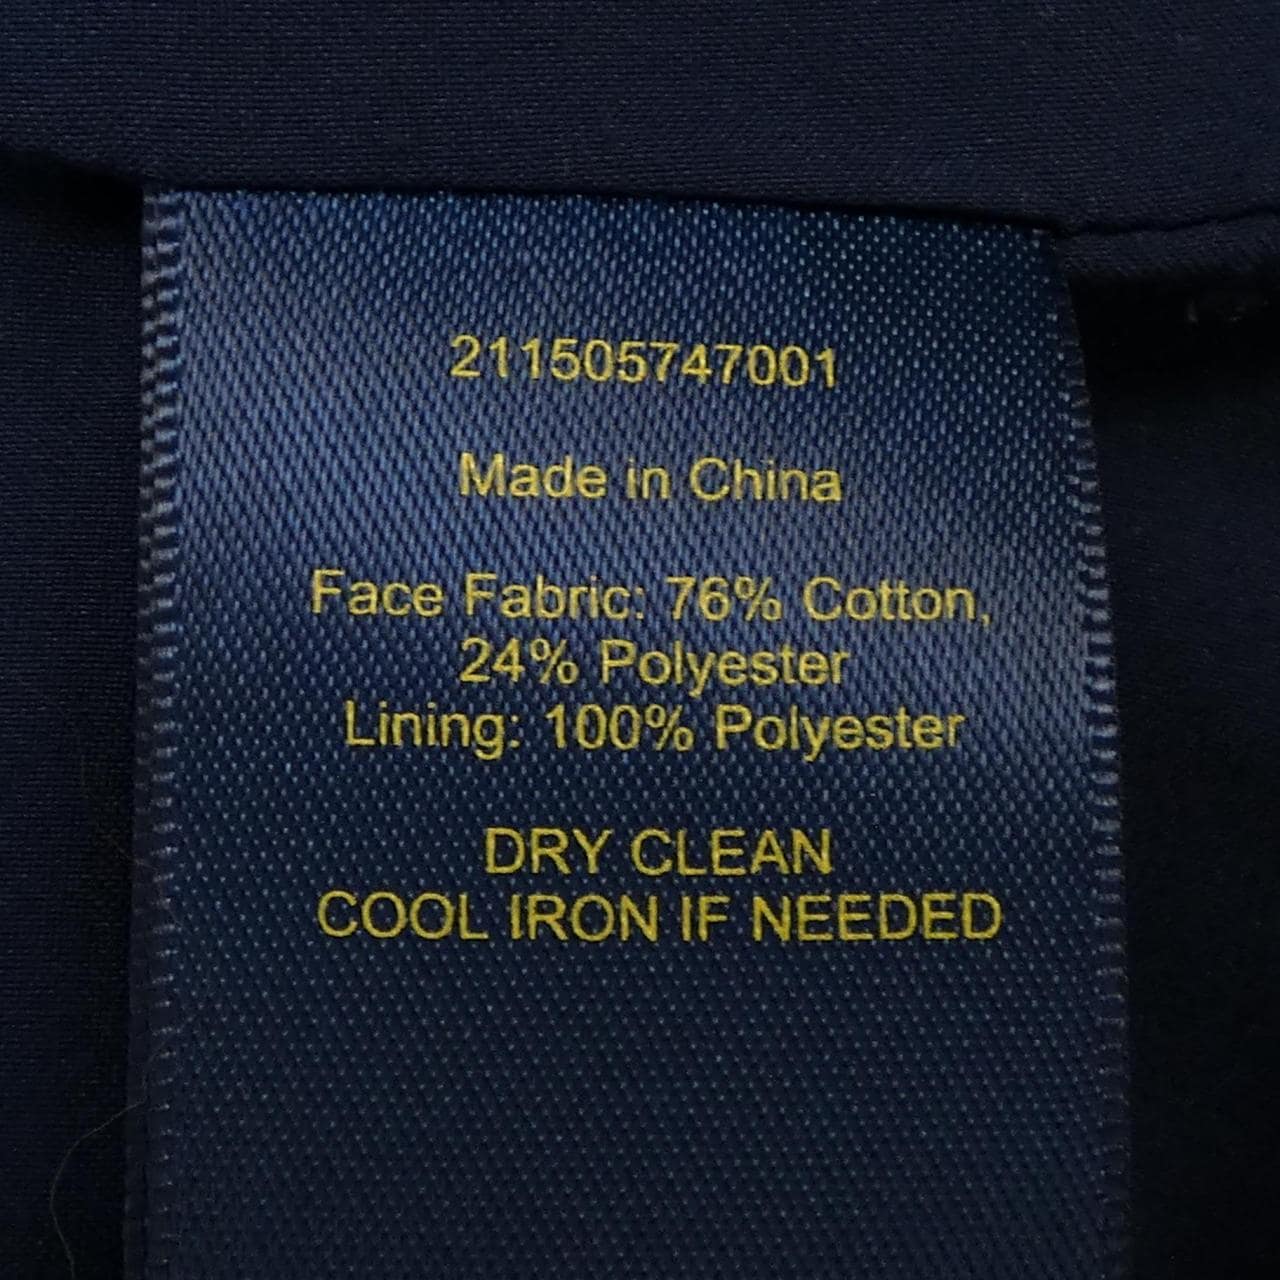 211505747001
Made in China
Face Fabric: 76% Cotton,
24% Polyester
Lining: 100% Polyester
DRY CLEAN
COOL IRON IF NEEDED